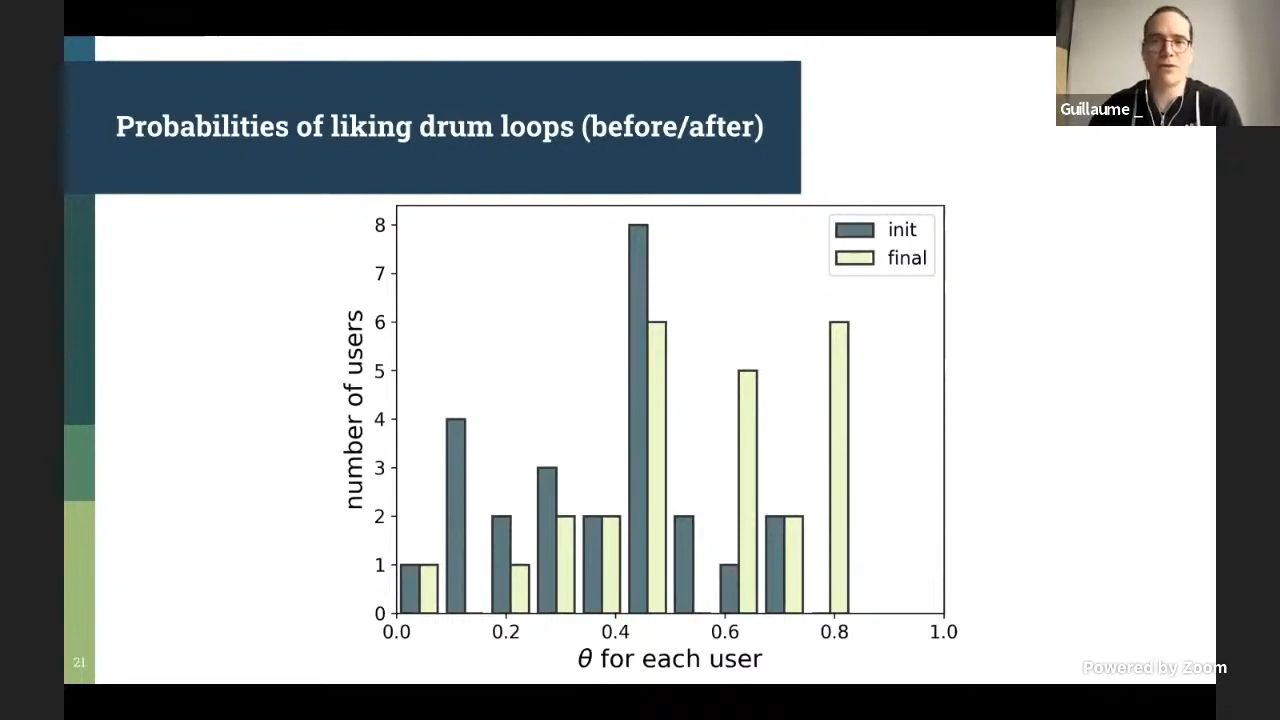 Guillaume _
Probabilities of liking drum loops (before/after)
init
final
8
7
6
5
4
3
2
1
0
number of users
0.0 0.2 0.4 0.6 0.8 1.0
θ for each user
21
Powered by Zoom